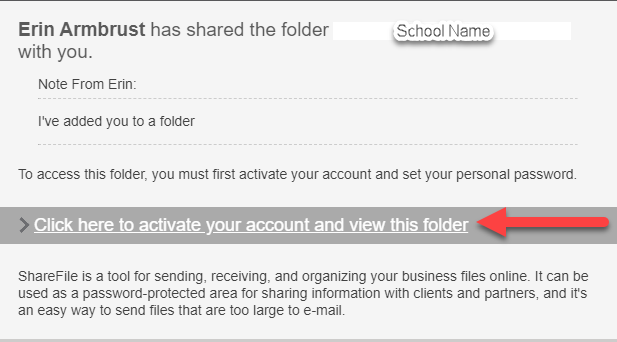 Erin Armbrust has shared the folder School Name
with you.
Note From Erin:
I've added you to a folder
To access this folder, you must first activate your account and set your personal password.
Click here to activate your account and view this folder
ShareFile is a tool for sending, receiving, and organizing your business files online. It can be
used as a password-protected area for sharing information with clients and partners, and it's
an easy way to send files that are too large to e-mail.